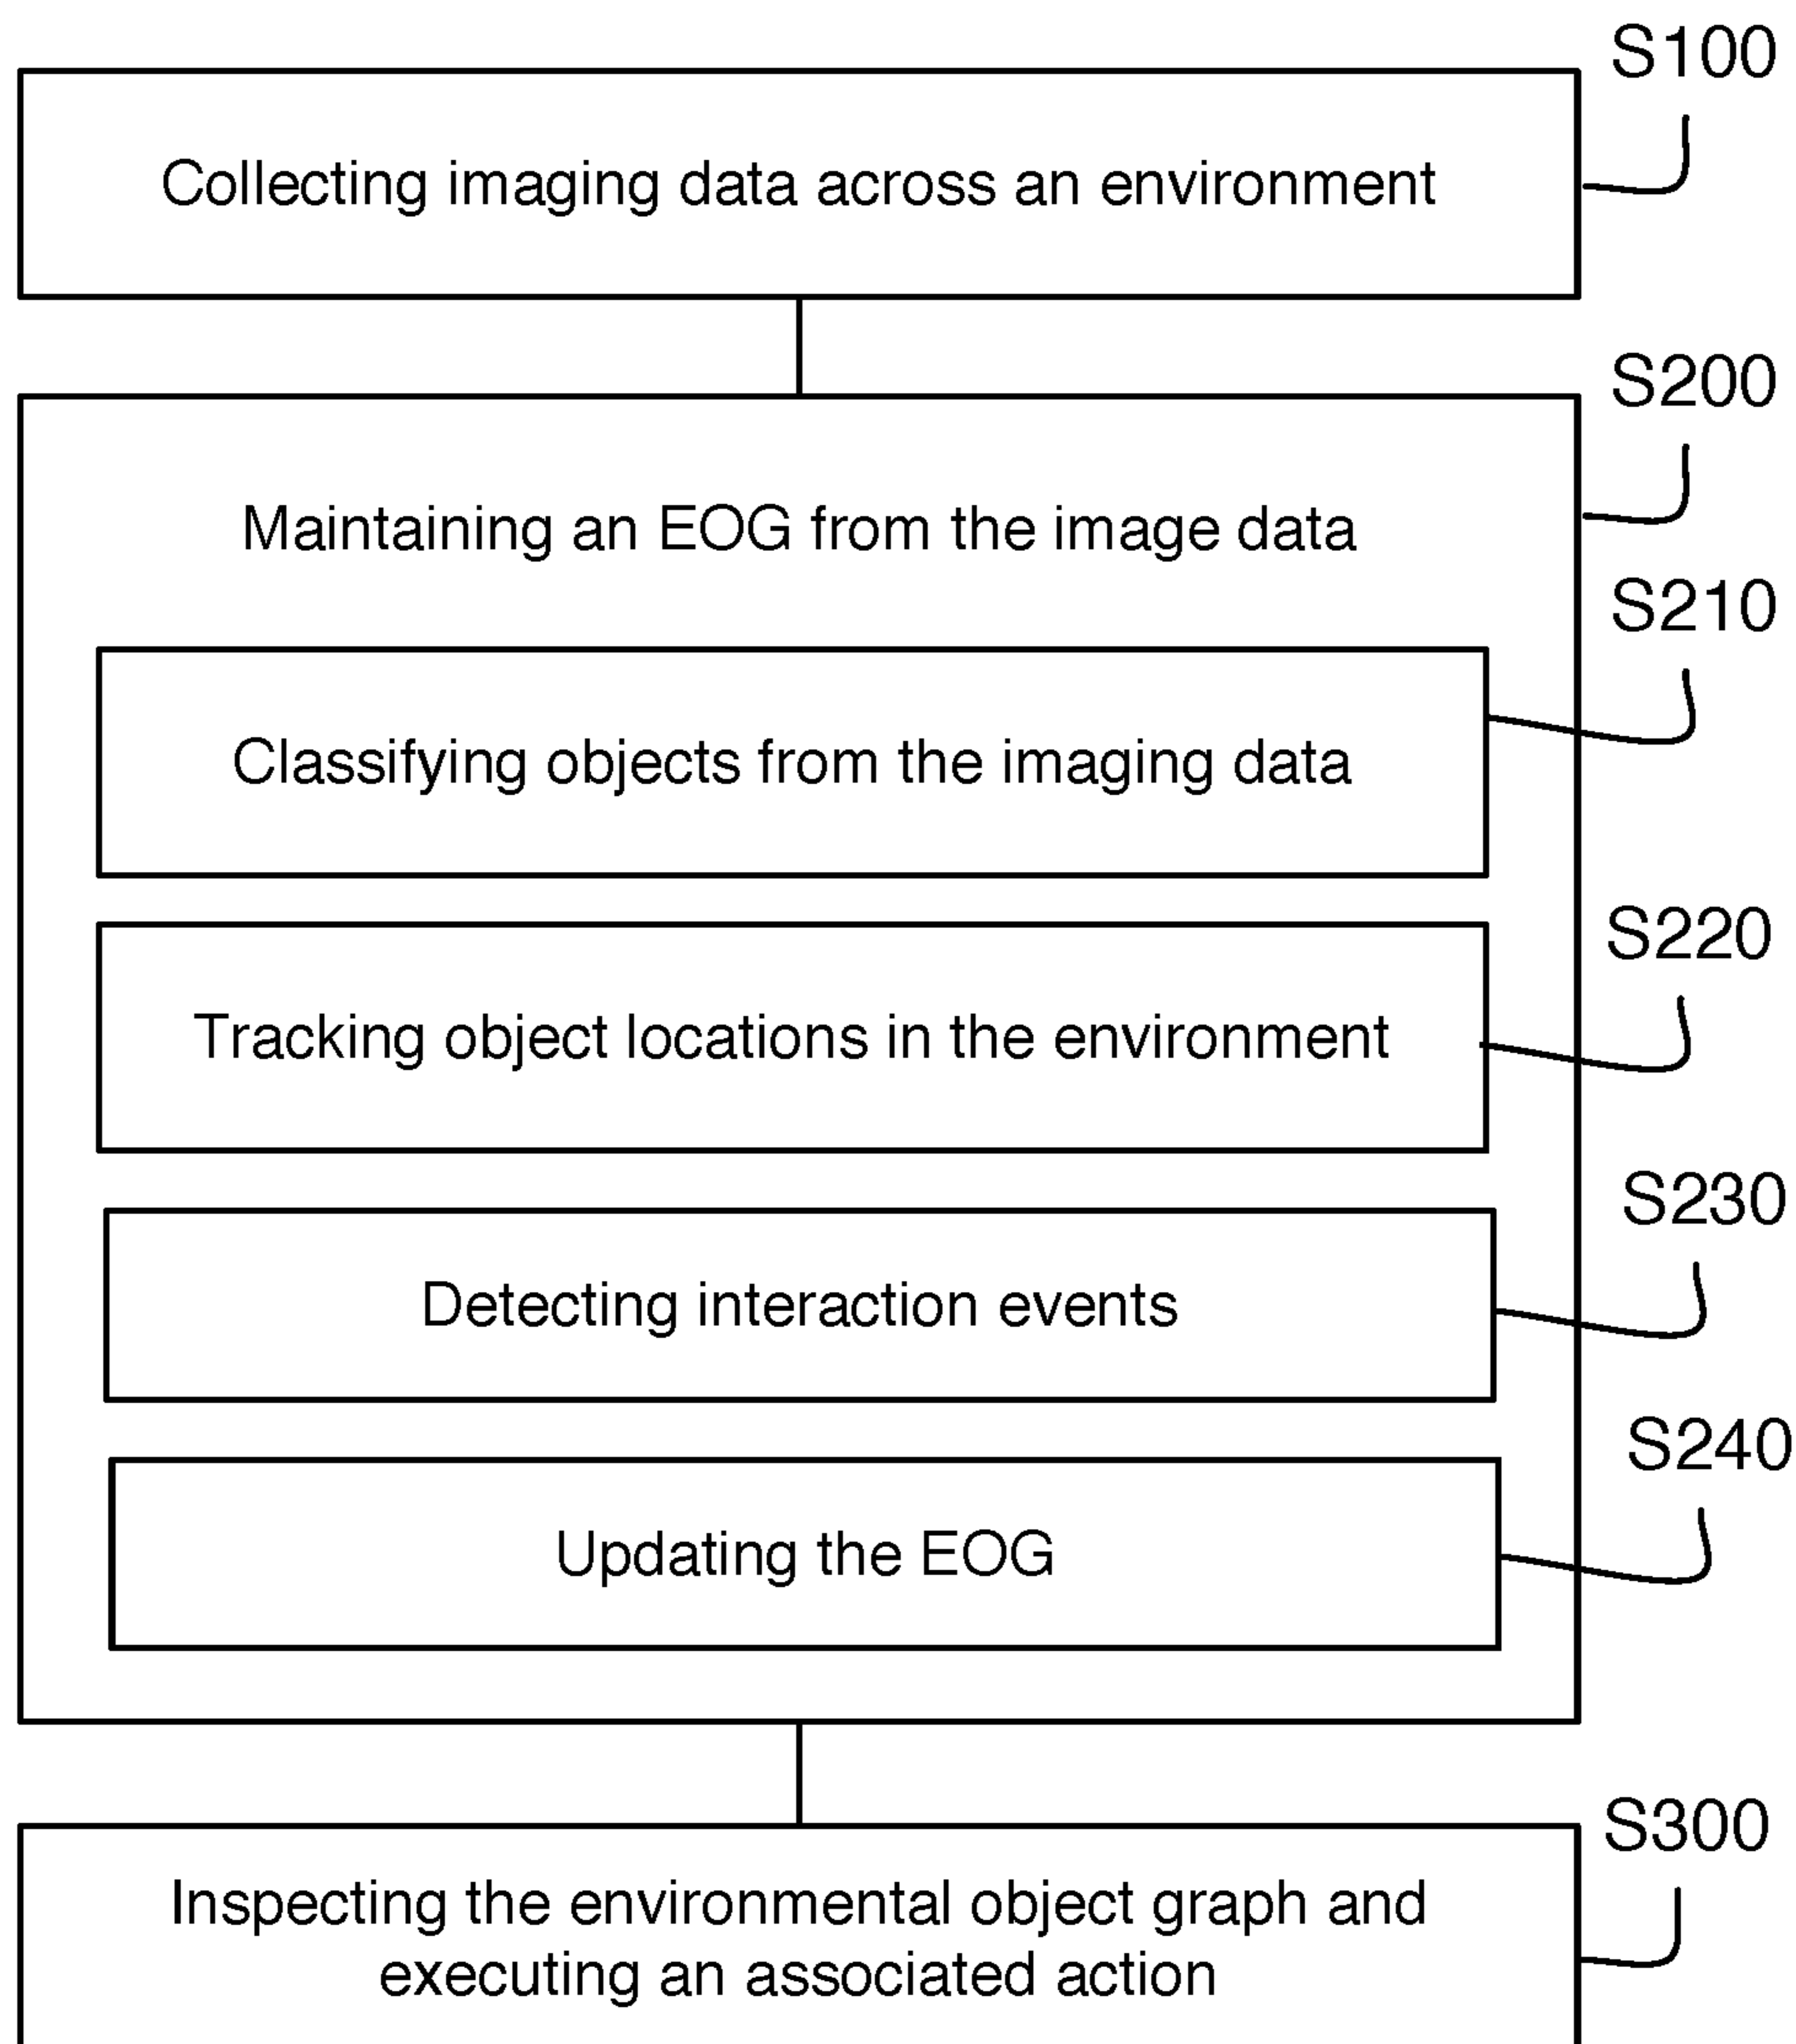 S100
Collecting imaging data across an environment
S200
Maintaining an EOG from the image data
S210
Classifying objects from the imaging data
S220
Tracking object locations in the environment
S230
Detecting interaction events
S240
Updating the EOG
S300
Inspecting the environmental object graph and
executing an associated action